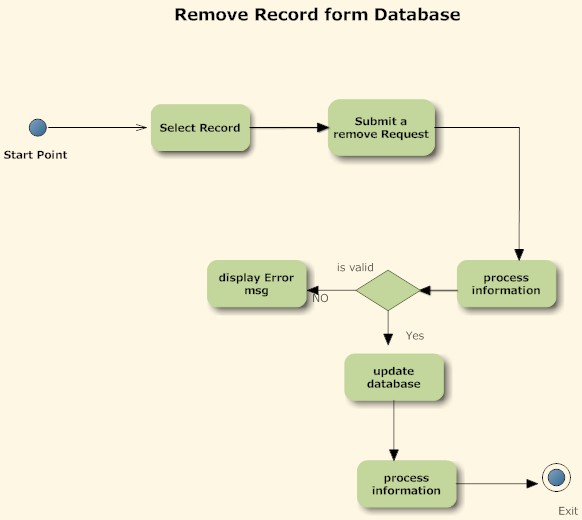 Remove Record form Database
Select Record
Submit a
remove Request
Start Point
is valid
display Error
msg
NO
process
information
Yes
update
database
process
information
Exit